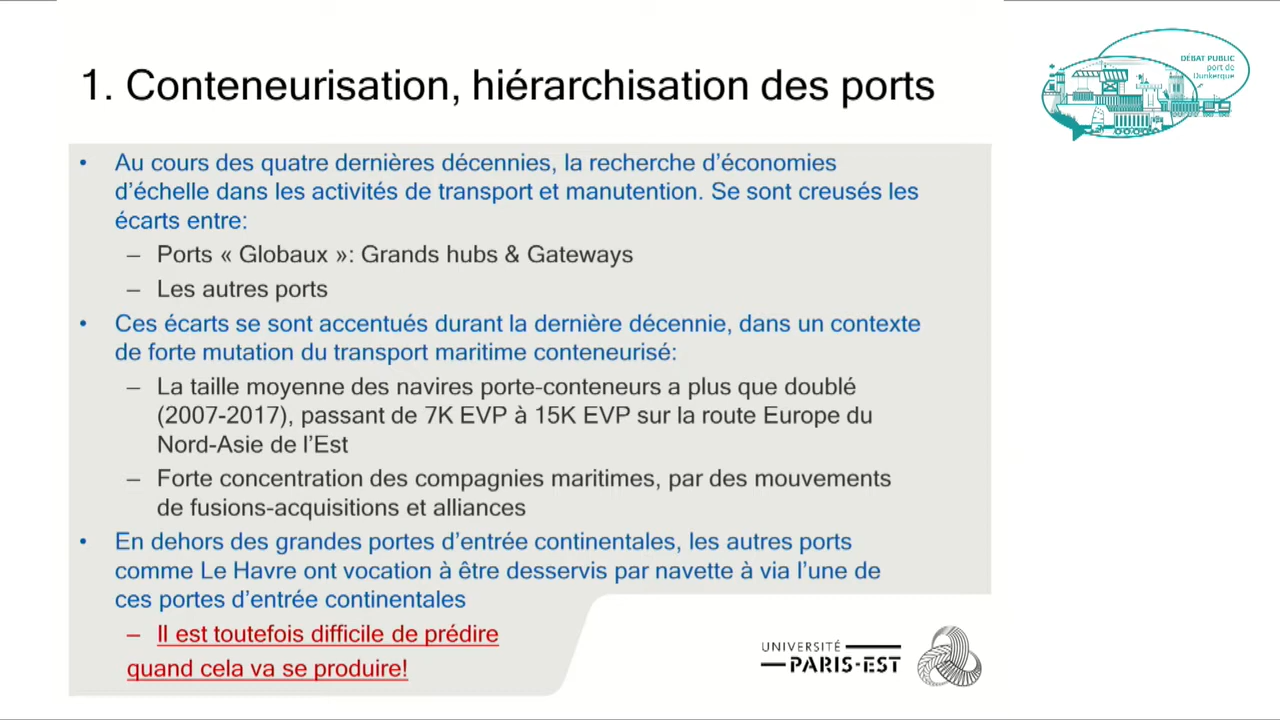 1. Conteneurisation, hiérarchisation des ports
DÉBAT PUBLIC
port de
Dunkerque
• Au cours des quatre dernières décennies, la recherche d’économies
d’échelle dans les activités de transport et manutention. Se sont creusés les
écarts entre:
– Ports « Globaux »: Grands hubs & Gateways
– Les autres ports
• Ces écarts se sont accentués durant la dernière décennie, dans un contexte
de forte mutation du transport maritime conteneurisé:
– La taille moyenne des navires porte-conteneurs a plus que doublé
(2007-2017), passant de 7K EVP à 15K EVP sur la route Europe du
Nord-Asie de l’Est
– Forte concentration des compagnies maritimes, par des mouvements
de fusions-acquisitions et alliances
• En dehors des grandes portes d’entrée continentales, les autres ports
comme Le Havre ont vocation à être desservis par navette à via l’une de
ces portes d’entrée continentales
– Il est toutefois difficile de prédire
quand cela va se produire!
UNIVERSITÉ
PARIS-EST